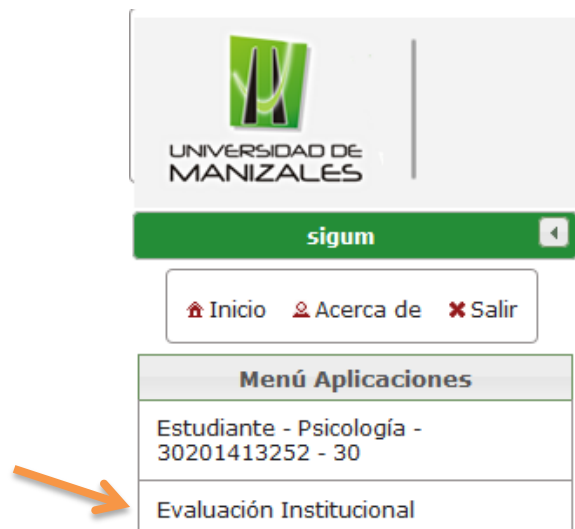 UNIVERSIDAD DE
MANIZALES
sigum
Inicio Acerca de Salir
Menú Aplicaciones
Estudiante - Psicología -
30201413252 - 30
Evaluación Institucional